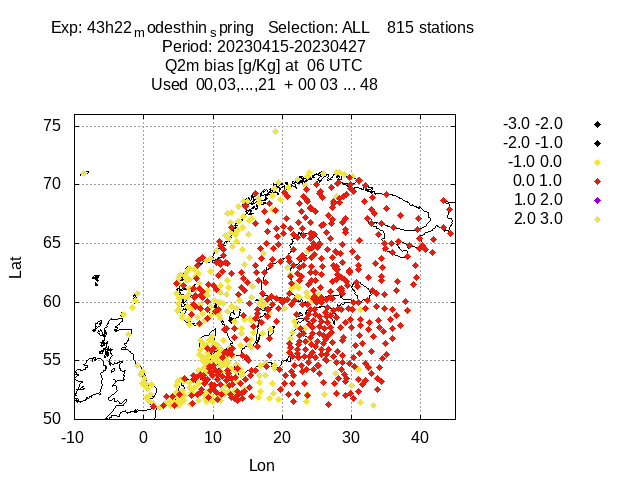 Exp: 43h22modesthinspring   Selection: ALL    815 stations
Period: 20230415-20230427
Q2m bias [g/Kg] at  06 UTC
Used  00,03,...,21  + 00 03 ... 48
75
70
65
60
55
50
-10 0 10 20 30 40
Lat
Lon
-3.0 -2.0
-2.0 -1.0
-1.0 0.0
0.0 1.0
1.0 2.0
2.0 3.0